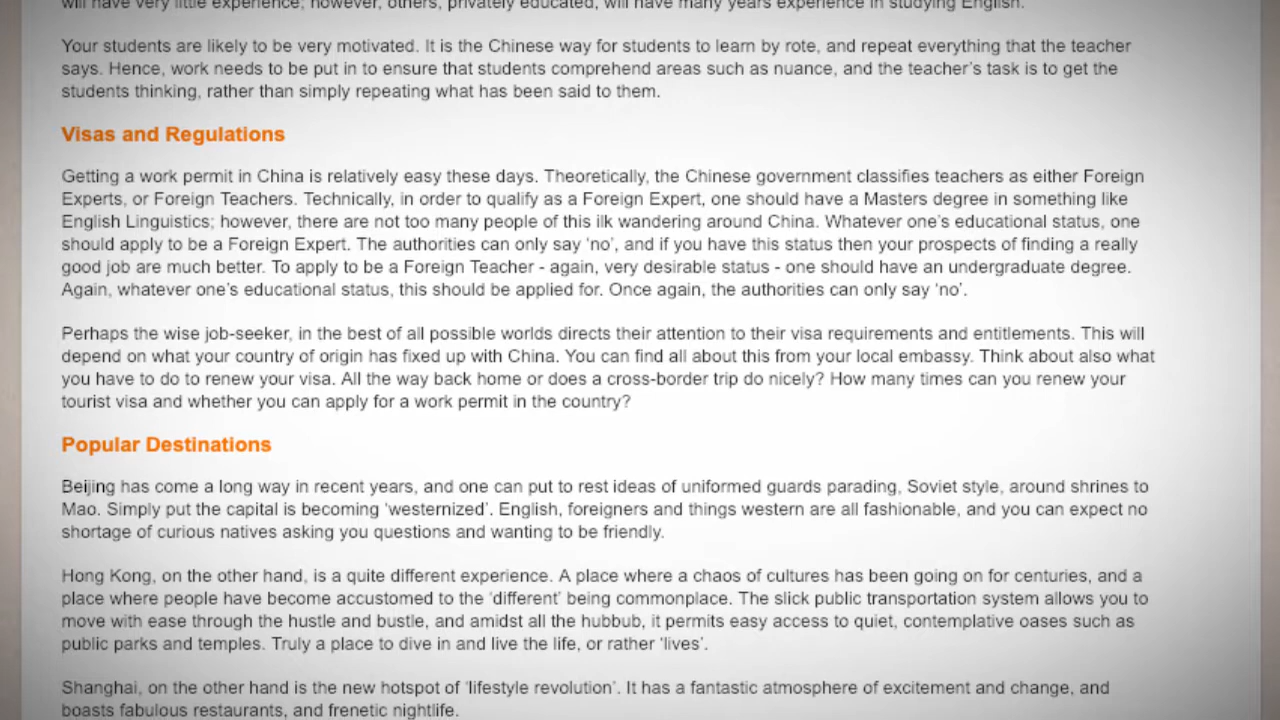 will have very little experience; however, others, privately educated, will have many years experience in studying English.
Your students are likely to be very motivated. It is the Chinese way for students to learn by rote, and repeat everything that the teacher
says. Hence, work needs to be put in to ensure that students comprehend areas such as nuance, and the teacher's task is to get the
students thinking, rather than simply repeating what has been said to them.
Visas and Regulations
Getting a work permit in China is relatively easy these days. Theoretically, the Chinese government classifies teachers as either Foreign
Experts, or Foreign Teachers. Technically, in order to qualify as a Foreign Expert, one should have a Masters degree in something like
English Linguistics; however, there are not too many people of this ilk wandering around China. Whatever one's educational status, one
should apply to be a Foreign Expert. The authorities can only say 'no', and if you have this status then your prospects of finding a really
good job are much better. To apply to be a Foreign Teacher - again, very desirable status - one should have an undergraduate degree.
Again, whatever one's educational status, this should be applied for. Once again, the authorities can only say 'no'.
Perhaps the wise job-seeker, in the best of all possible worlds directs their attention to their visa requirements and entitlements. This will
depend on what your country of origin has fixed up with China. You can find all about this from your local embassy. Think about also what
you have to do to renew your visa. All the way back home or does a cross-border trip do nicely? How many times can you renew your
tourist visa and whether you can apply for a work permit in the country?
Popular Destinations
Beijing has come a long way in recent years, and one can put to rest ideas of uniformed guards parading, Soviet style, around shrines to
Mao. Simply put the capital is becoming 'westernized'. English, foreigners and things western are all fashionable, and you can expect no
shortage of curious natives asking you questions and wanting to be friendly.
Hong Kong, on the other hand, is a quite different experience. A place where a chaos of cultures has been going on for centuries, and a
place where people have become accustomed to the 'different' being commonplace. The slick public transportation system allows you to
move with ease through the hustle and bustle, and amidst all the hubbub, it permits easy access to quiet, contemplative oases such as
public parks and temples. Truly a place to dive in and live the life, or rather 'lives'.
Shanghai, on the other hand is the new hotspot of 'lifestyle revolution'. It has a fantastic atmosphere of excitement and change, and
boasts fabulous restaurants, and frenetic nightlife.